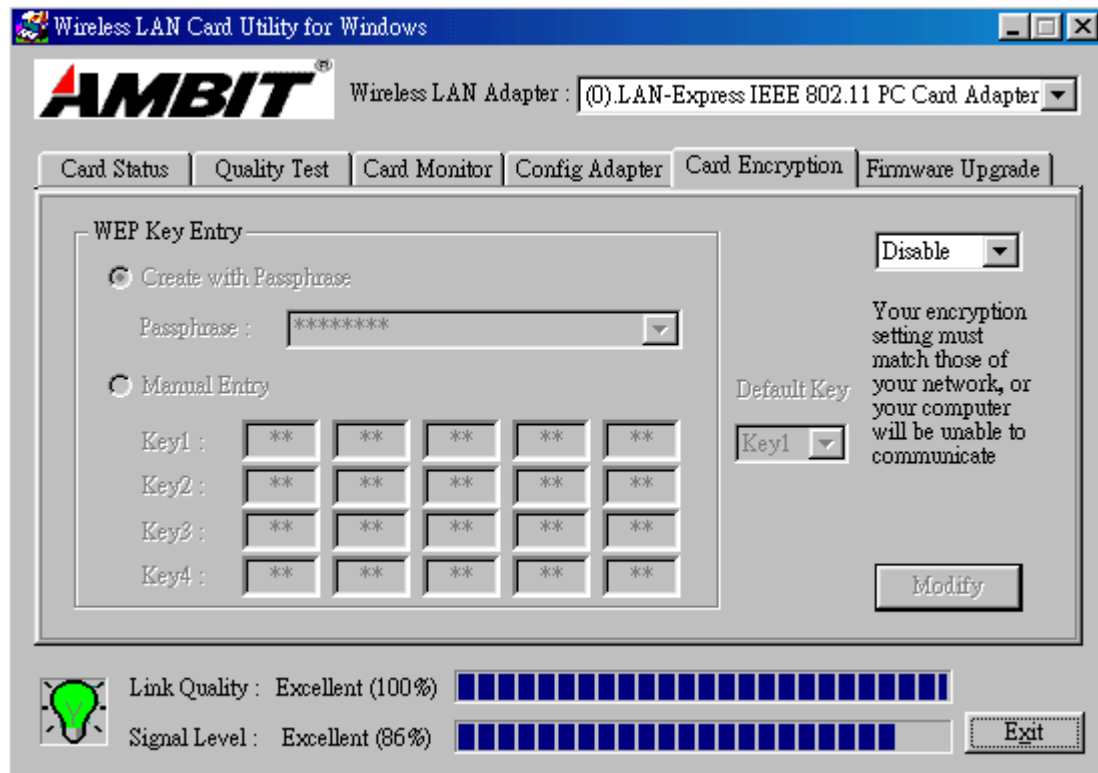 Wireless LAN Card Utility for Windows
AMBIT®
Wireless LAN Adapter : (0).LAN-Express IEEE 802.11 PC Card Adapter
Card Status Quality Test Card Monitor Config Adapter Card Encryption Firmware Upgrade
WEP Key Entry
Create with Passphrase
Passphrase : ********
Manual Entry
Key1 : ** ** ** ** **
Key2 : ** ** ** ** **
Key3 : ** ** ** ** **
Key4 : ** ** ** ** **
Default Key
Key1
Disable
Your encryption
setting must
match those of
your network, or
your computer
will be unable to
communicate
Modify
Link Quality : Excellent (100%)
Signal Level : Excellent (86%)
Exit